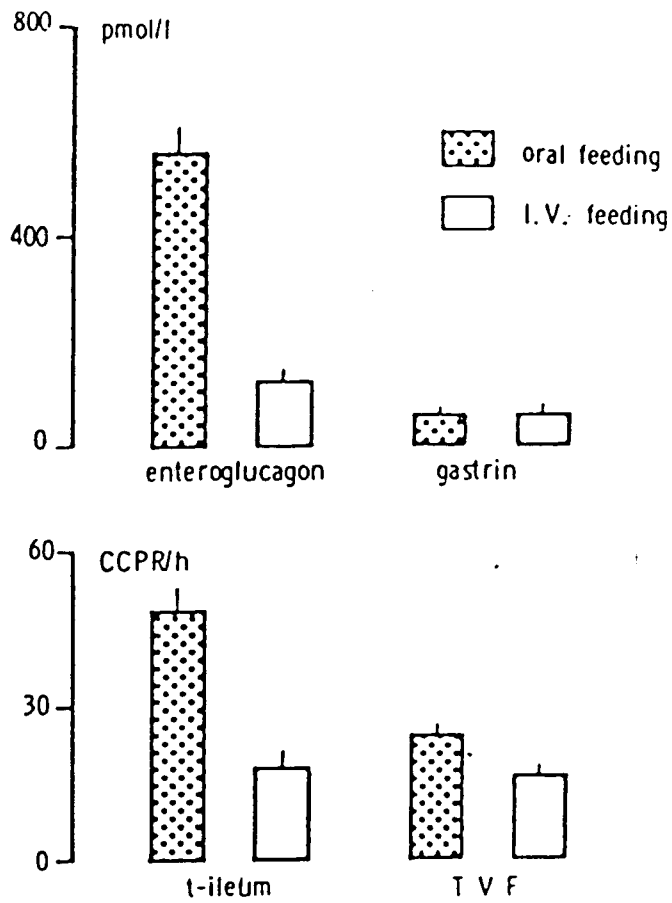 800 pmol/l
oral feeding
I.V. feeding
400
0
enteroglucagon gastrin
60
CCPR/h
30
0
t-ileum T V F